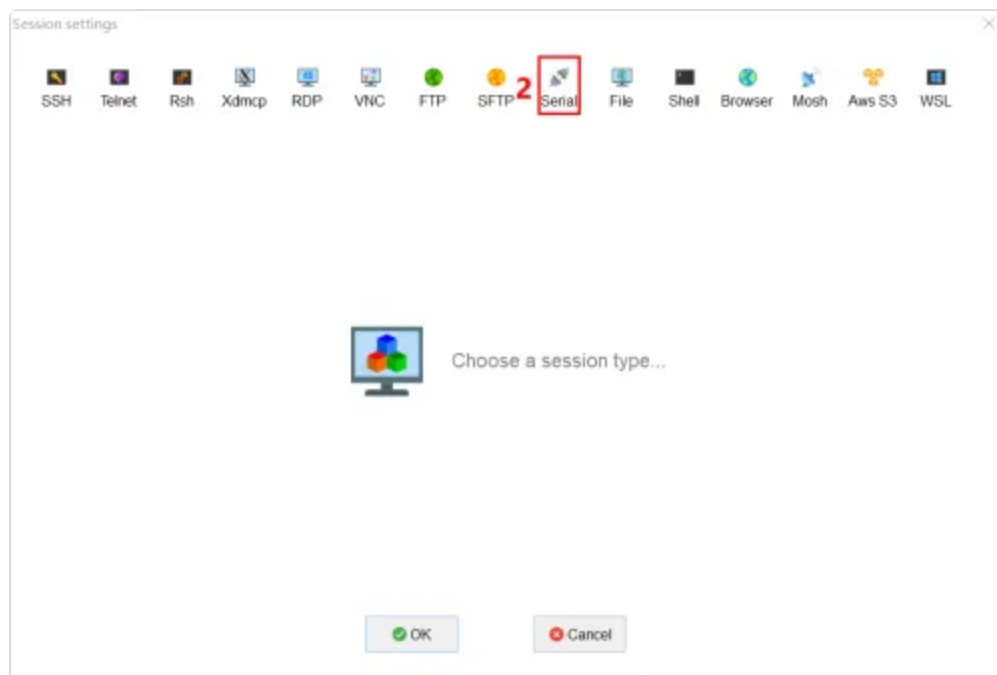 Session settings
SSH Telnet Rsh Xdmcp RDP VNC FTP SFTP 2 Serial File Shell Browser Mosh Aws S3 WSL
Choose a session type...
OK Cancel